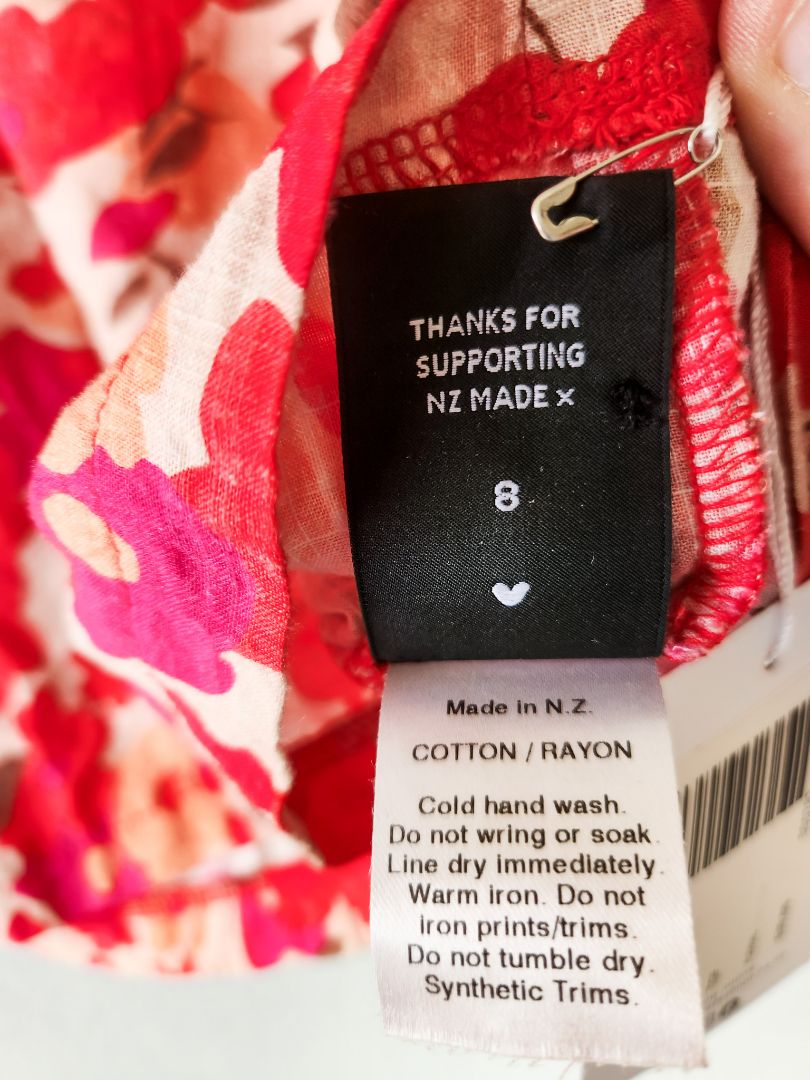 THANKS FOR
SUPPORTING
NZ MADE x
8
Made in N.Z.
COTTON / RAYON
Cold hand wash.
Do not wring or soak.
Line dry immediately.
Warm iron. Do not
iron prints/trims.
Do not tumble dry.
Synthetic Trims.